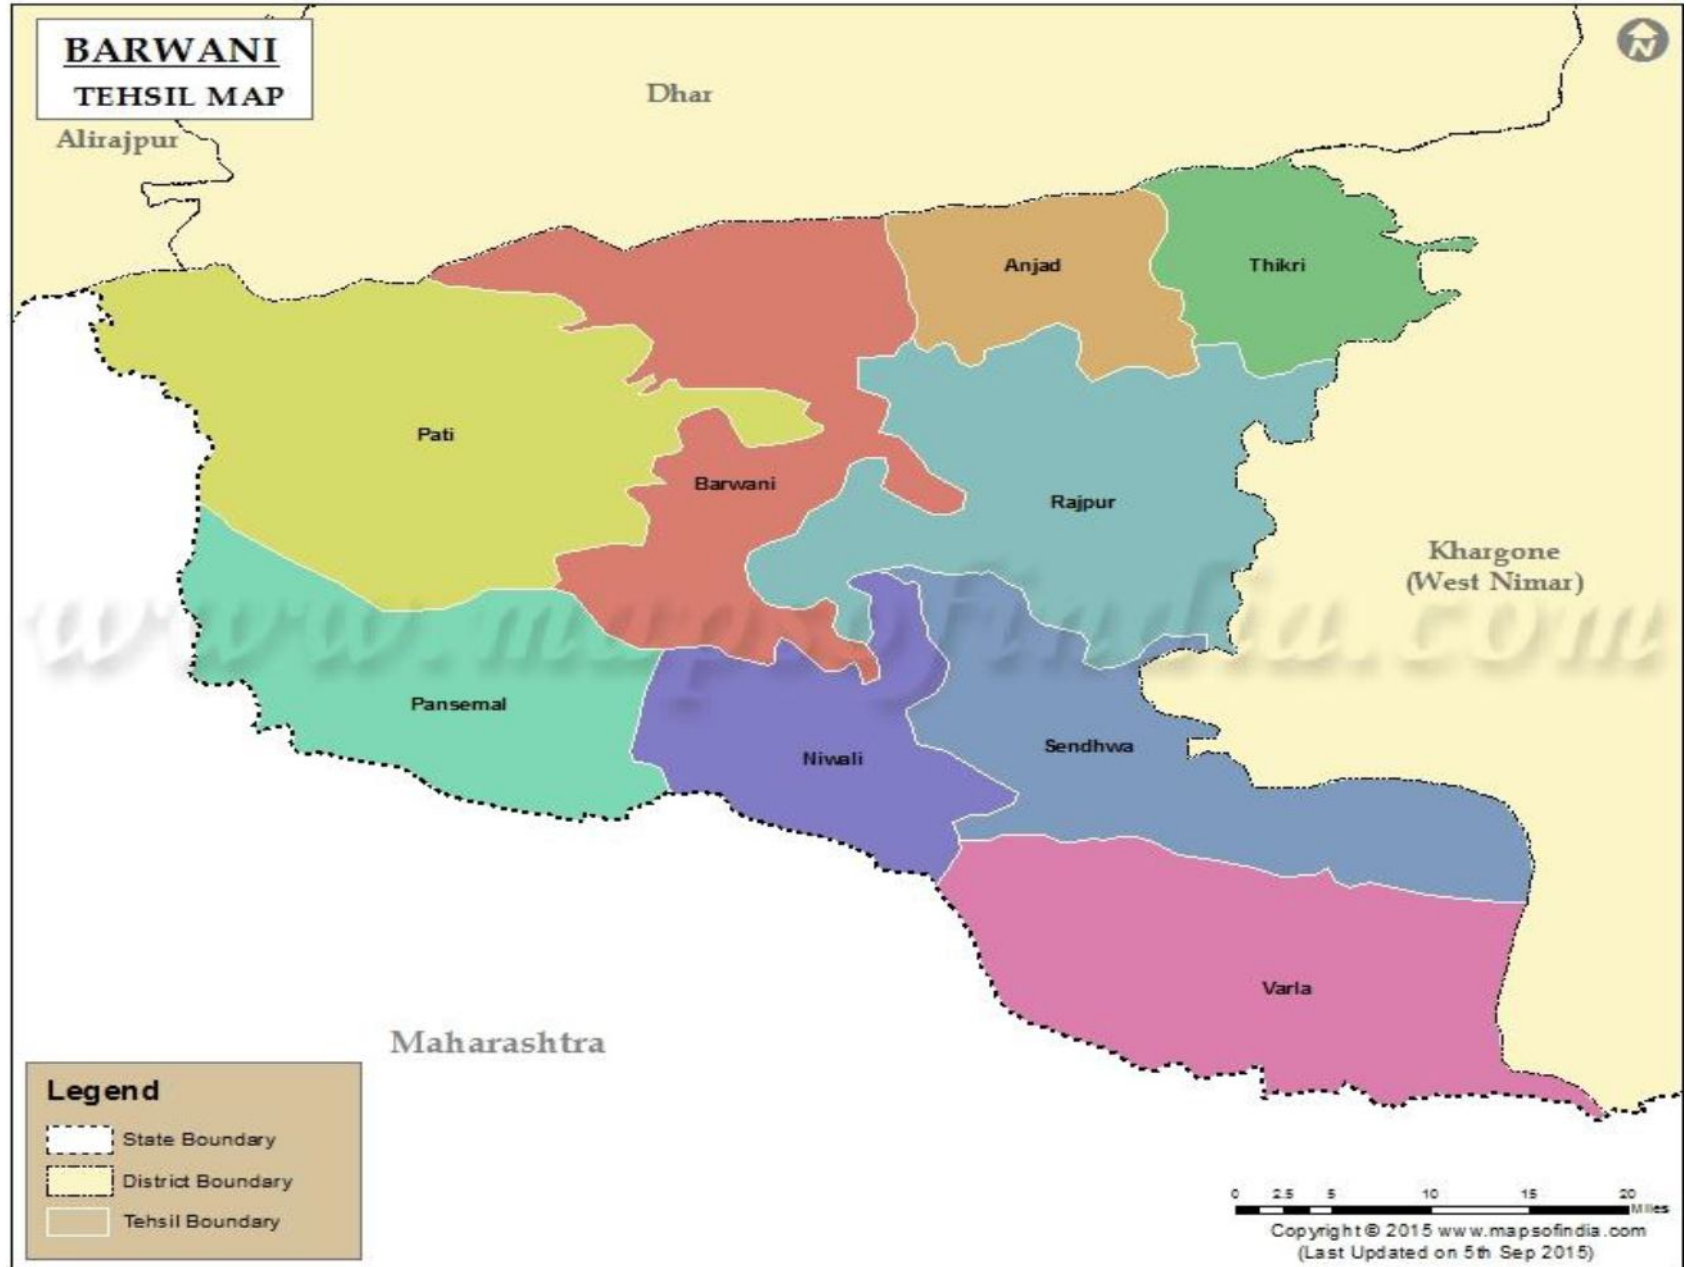 BARWANI
TEHSIL MAP
Dhar
Alirajpur
Anjad
Thikri
Pati
Barwani
Rajpur
Khargone
(West Nimar)
www.mapsofindia.com
Pansemal
Sendhwa
Niwali
Varla
Maharashtra
Legend
State Boundary
District Boundary
Tehsil Boundary
0 2.5 5 10 15 20
Miles
Copyright © 2015 www.mapsofindia.com
(Last Updated on 5th Sep 2015)
N